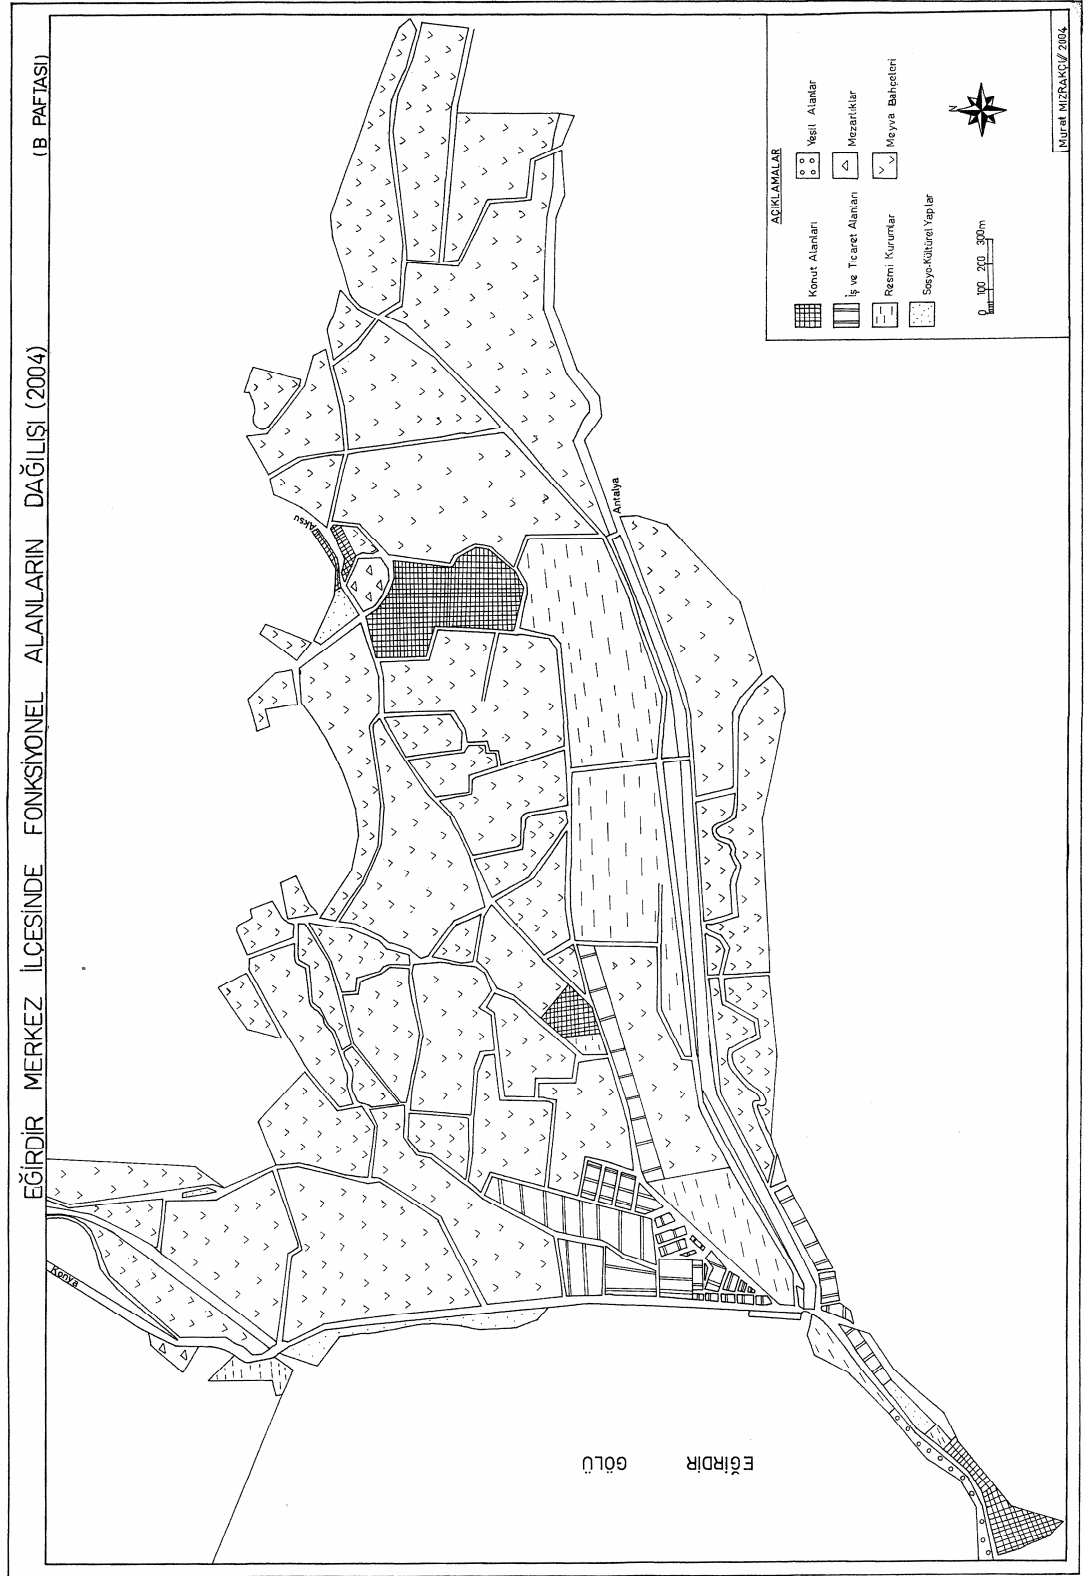 EĞİRDİR MERKEZ İLÇESİNDE FONKSİYONEL ALANLARIN DAĞILIŞI (2004)
(B PAFTASI)
Konya
Aksu
Antalya
EĞİRDİR
GÖLÜ
AÇIKLAMALAR
Konut Alanları
İş ve Ticaret Alanları
Resmi Kurumlar
Sosyo-Kültürel Yapılar
Yeşil Alanlar
Mezarlıklar
Meyva Bahçeleri
0 100 200 300m
N
Murat MIZRAKÇI/ 2004